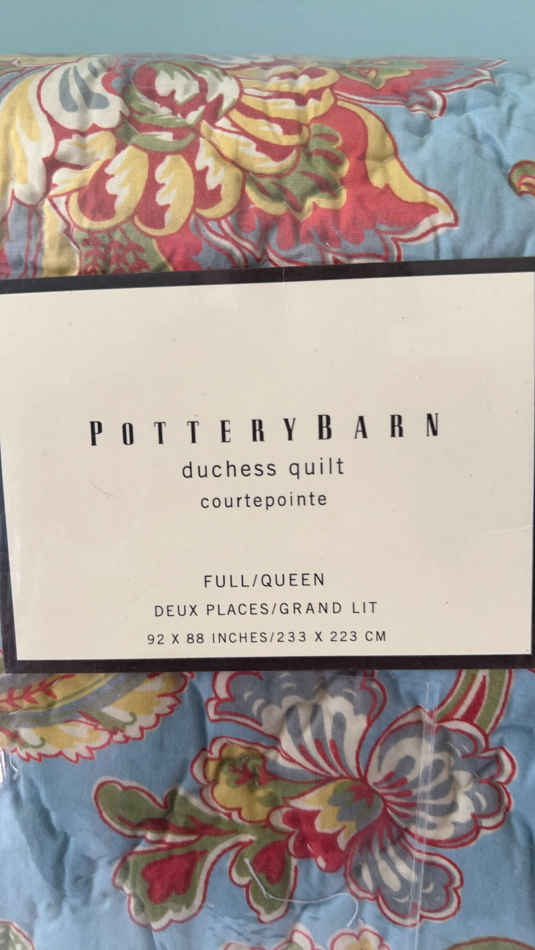 POTTERYBARN
duchess quilt
courtepointe
FULL/QUEEN
DEUX PLACES/GRAND LIT
92 X 88 INCHES/233 X 223 CM